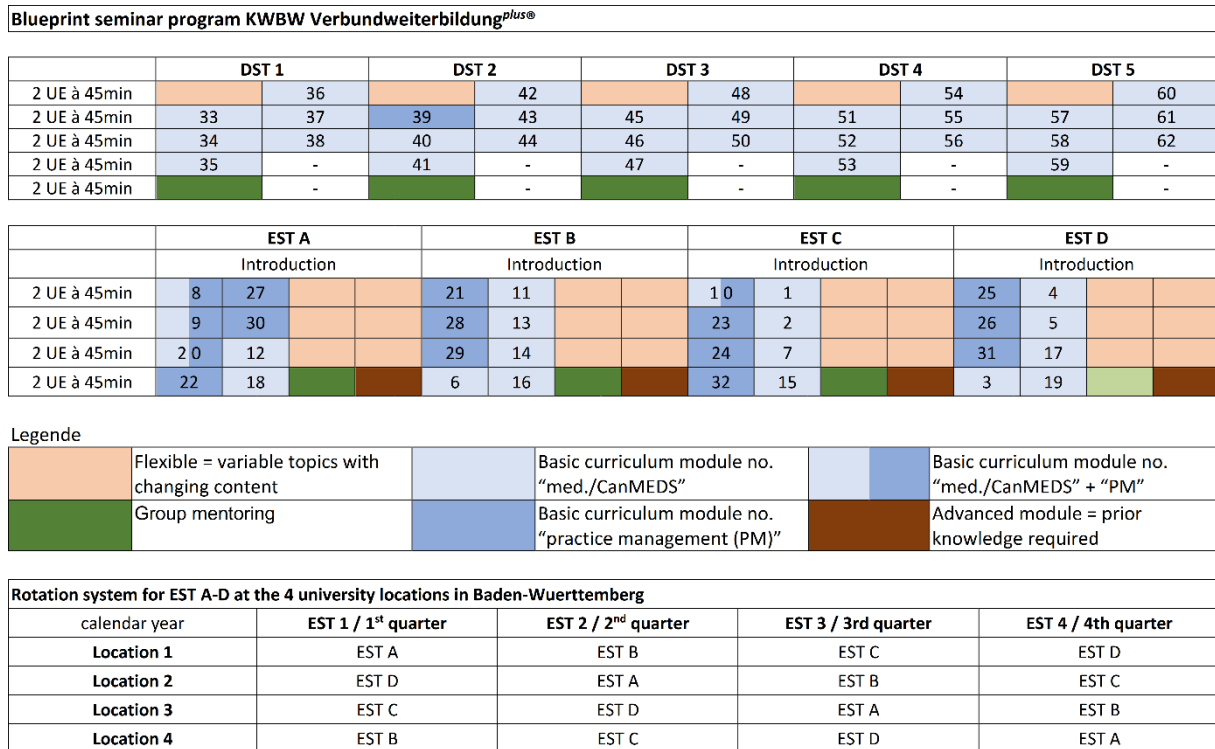 Blueprint seminar program KWBW Verbundweiterbildungplus®
DST 1 DST 2 DST 3 DST 4 DST 5
2 UE à 45min 36 42 48 54 60
2 UE à 45min 33 37 39 43 45 49 51 55 57 61
2 UE à 45min 34 38 40 44 46 50 52 56 58 62
2 UE à 45min 35 - 41 - 47 - 53 - 59 -
2 UE à 45min - - - - -
EST A EST B EST C EST D
Introduction Introduction Introduction Introduction
2 UE à 45min 8 27 21 11 10 1 25 4
2 UE à 45min 9 30 28 13 23 2 26 5
2 UE à 45min 20 12 29 14 24 7 31 17
2 UE à 45min 22 18 6 16 32 15 3 19
Legende
Flexible = variable topics with Basic curriculum module no. Basic curriculum module no.
changing content “med./CanMEDS” “med./CanMEDS” + “PM”
Group mentoring Basic curriculum module no. Advanced module = prior
“practice management (PM)” knowledge required
Rotation system for EST A-D at the 4 university locations in Baden-Wuerttemberg
calendar year EST 1 / 1st quarter EST 2 / 2nd quarter EST 3 / 3rd quarter EST 4 / 4th quarter
Location 1 EST A EST B EST C EST D
Location 2 EST D EST A EST B EST C
Location 3 EST C EST D EST A EST B
Location 4 EST B EST C EST D EST A